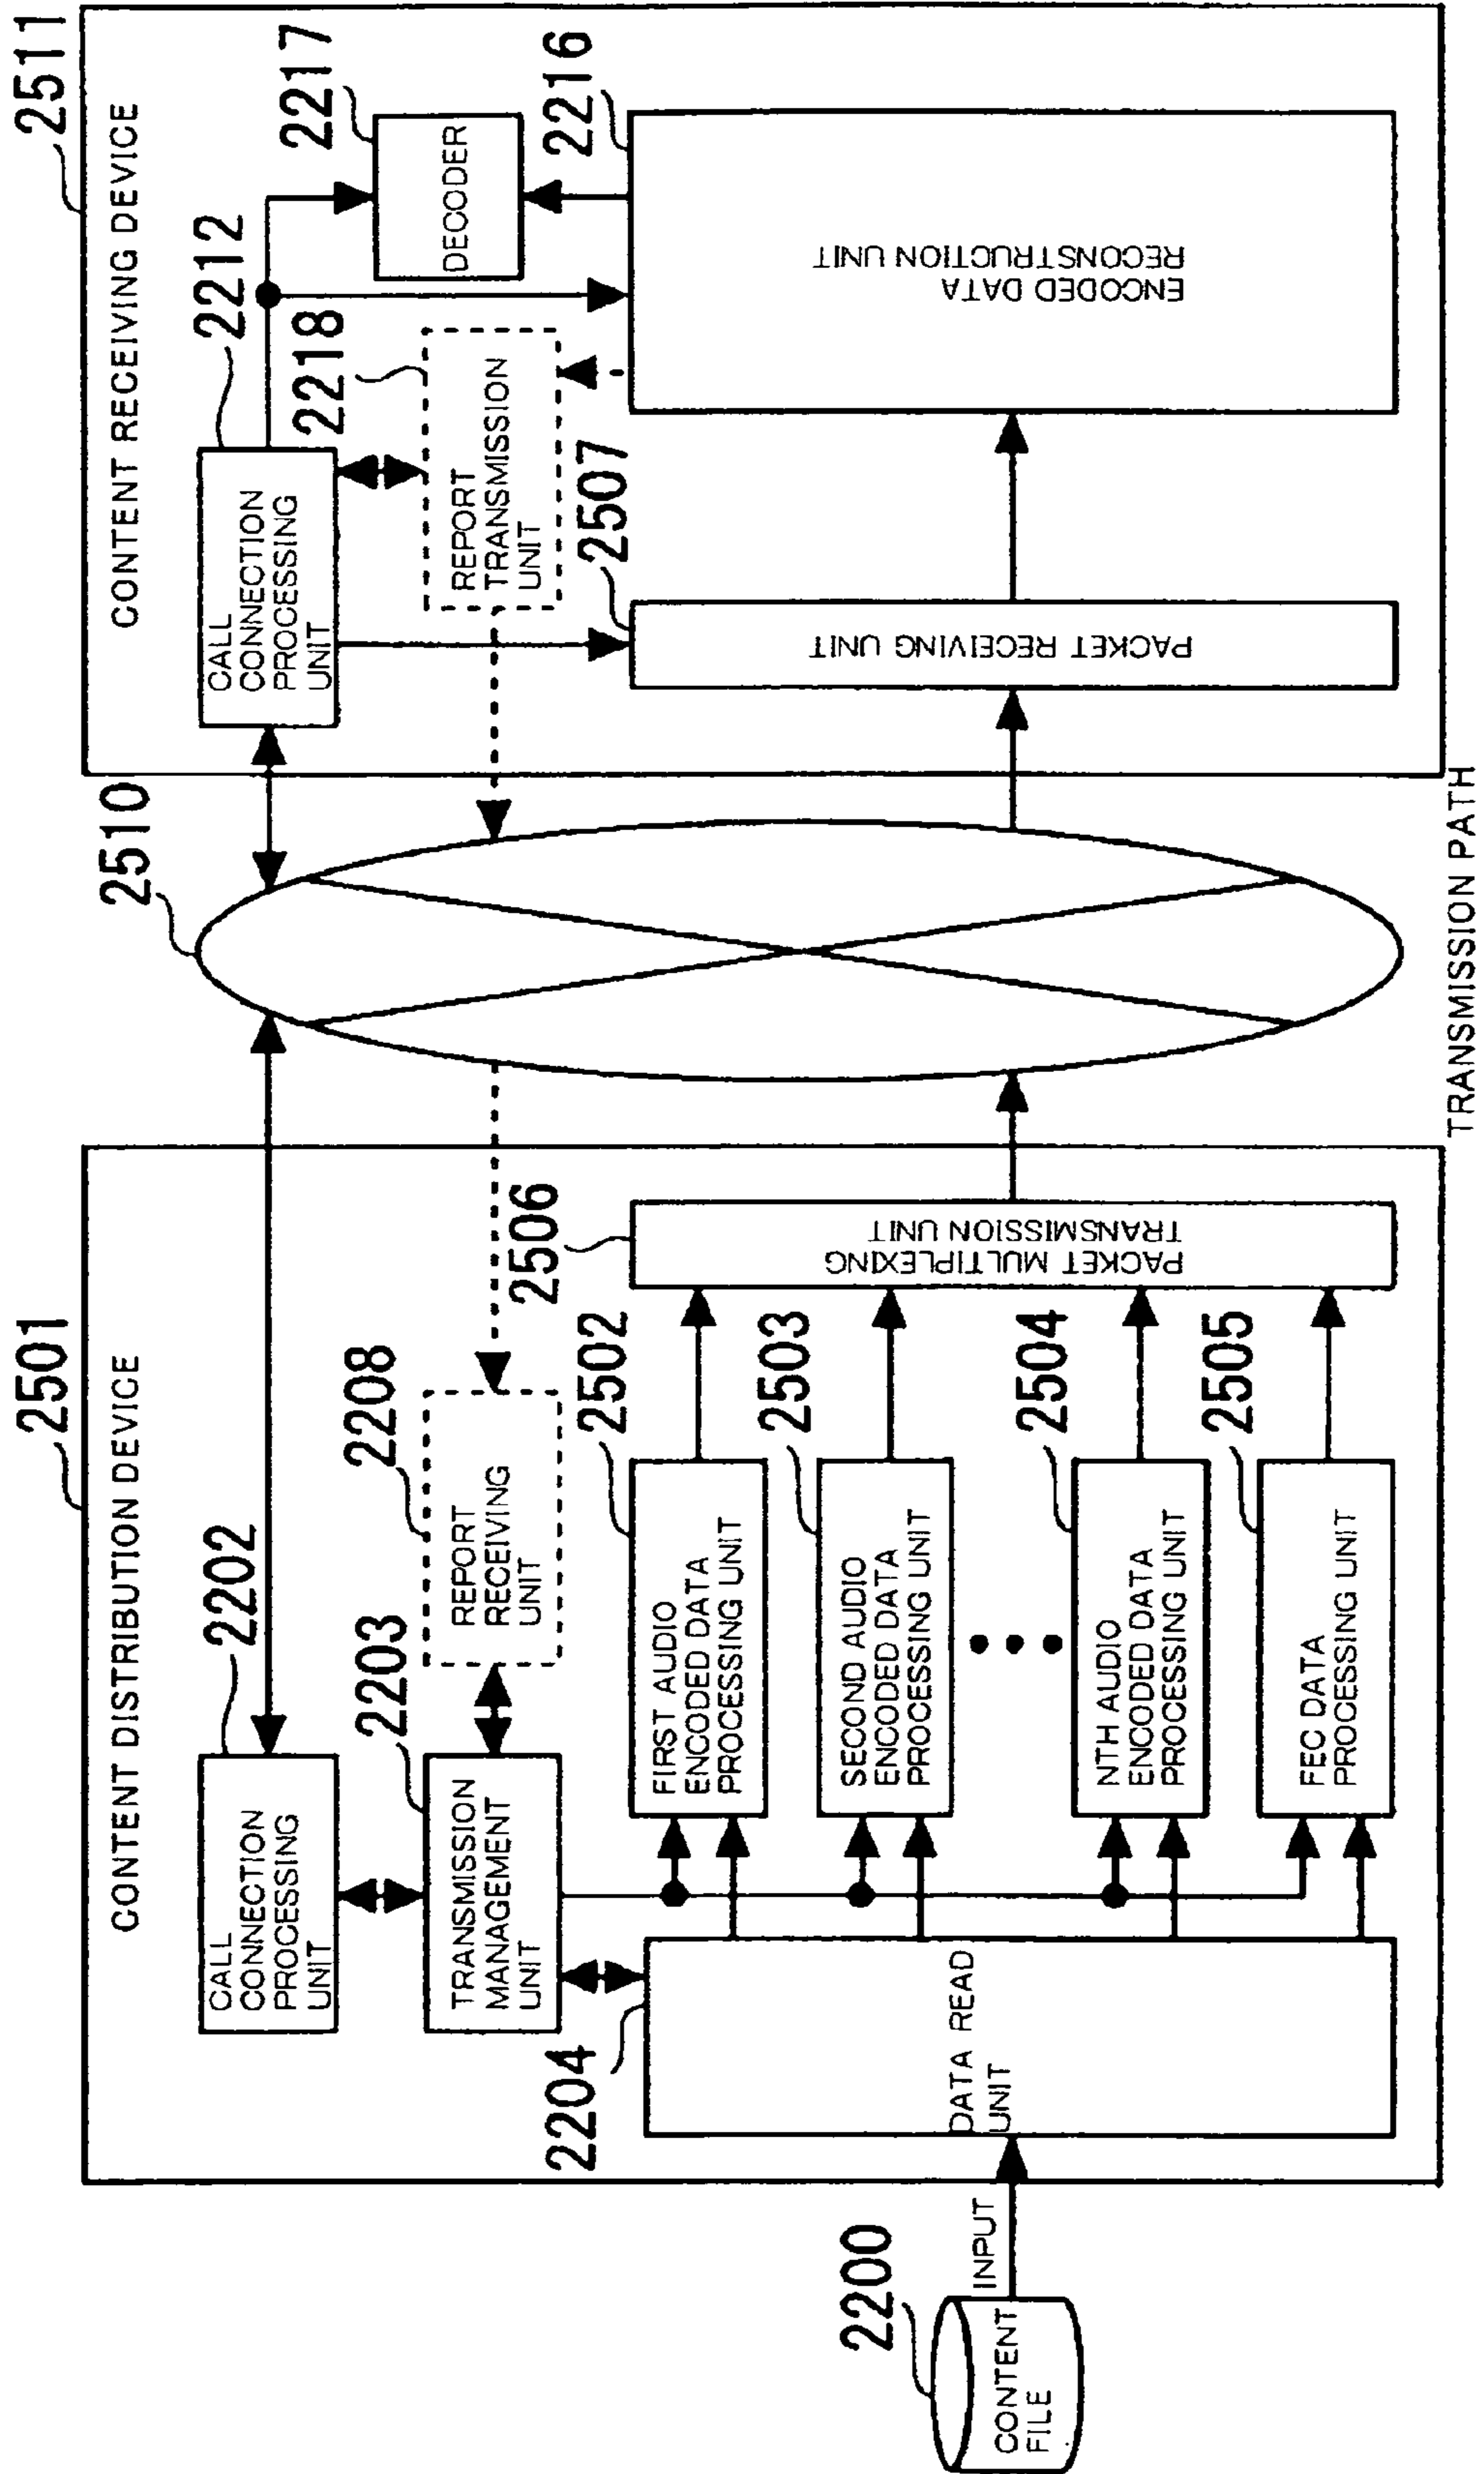 2501
CONTENT DISTRIBUTION DEVICE
2202
CALL
CONNECTION
PROCESSING
UNIT
2203
TRANSMISSION
MANAGEMENT
UNIT
2208
REPORT
RECEIVING
UNIT
2204
DATA READ
UNIT
2200
CONTENT
FILE
INPUT
2502
FIRST AUDIO
ENCODED DATA
PROCESSING UNIT
2503
SECOND AUDIO
ENCODED DATA
PROCESSING UNIT
2504
NTH AUDIO
ENCODED DATA
PROCESSING UNIT
2505
FEC DATA
PROCESSING UNIT
2506
PACKET MULTIPLEXING
TRANSMISSION UNIT
2510
TRANSMISSION PATH
2511
CONTENT RECEIVING DEVICE
2212
CALL
CONNECTION
PROCESSING
UNIT
2218
REPORT
TRANSMISSION
UNIT
2217
DECODER
2507
PACKET RECEIVING UNIT
2216
ENCODED DATA
RECONSTRUCTION UNIT